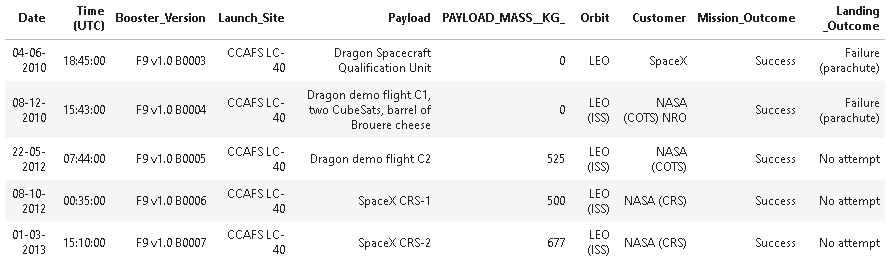 Date Time (UTC) Booster_Version Launch_Site Payload PAYLOAD_MASS__KG_ Orbit Customer Mission_Outcome Landing _Outcome
04-06-2010 18:45:00 F9 v1.0 B0003 CCAFS LC-40 Dragon Spacecraft Qualification Unit 0 LEO SpaceX Success Failure (parachute)
08-12-2010 15:43:00 F9 v1.0 B0004 CCAFS LC-40 Dragon demo flight C1, two CubeSats, barrel of Brouere cheese 0 LEO (ISS) NASA (COTS) NRO Success Failure (parachute)
22-05-2012 07:44:00 F9 v1.0 B0005 CCAFS LC-40 Dragon demo flight C2 525 LEO (ISS) NASA (COTS) Success No attempt
08-10-2012 00:35:00 F9 v1.0 B0006 CCAFS LC-40 SpaceX CRS-1 500 LEO (ISS) NASA (CRS) Success No attempt
01-03-2013 15:10:00 F9 v1.0 B0007 CCAFS LC-40 SpaceX CRS-2 677 LEO (ISS) NASA (CRS) Success No attempt